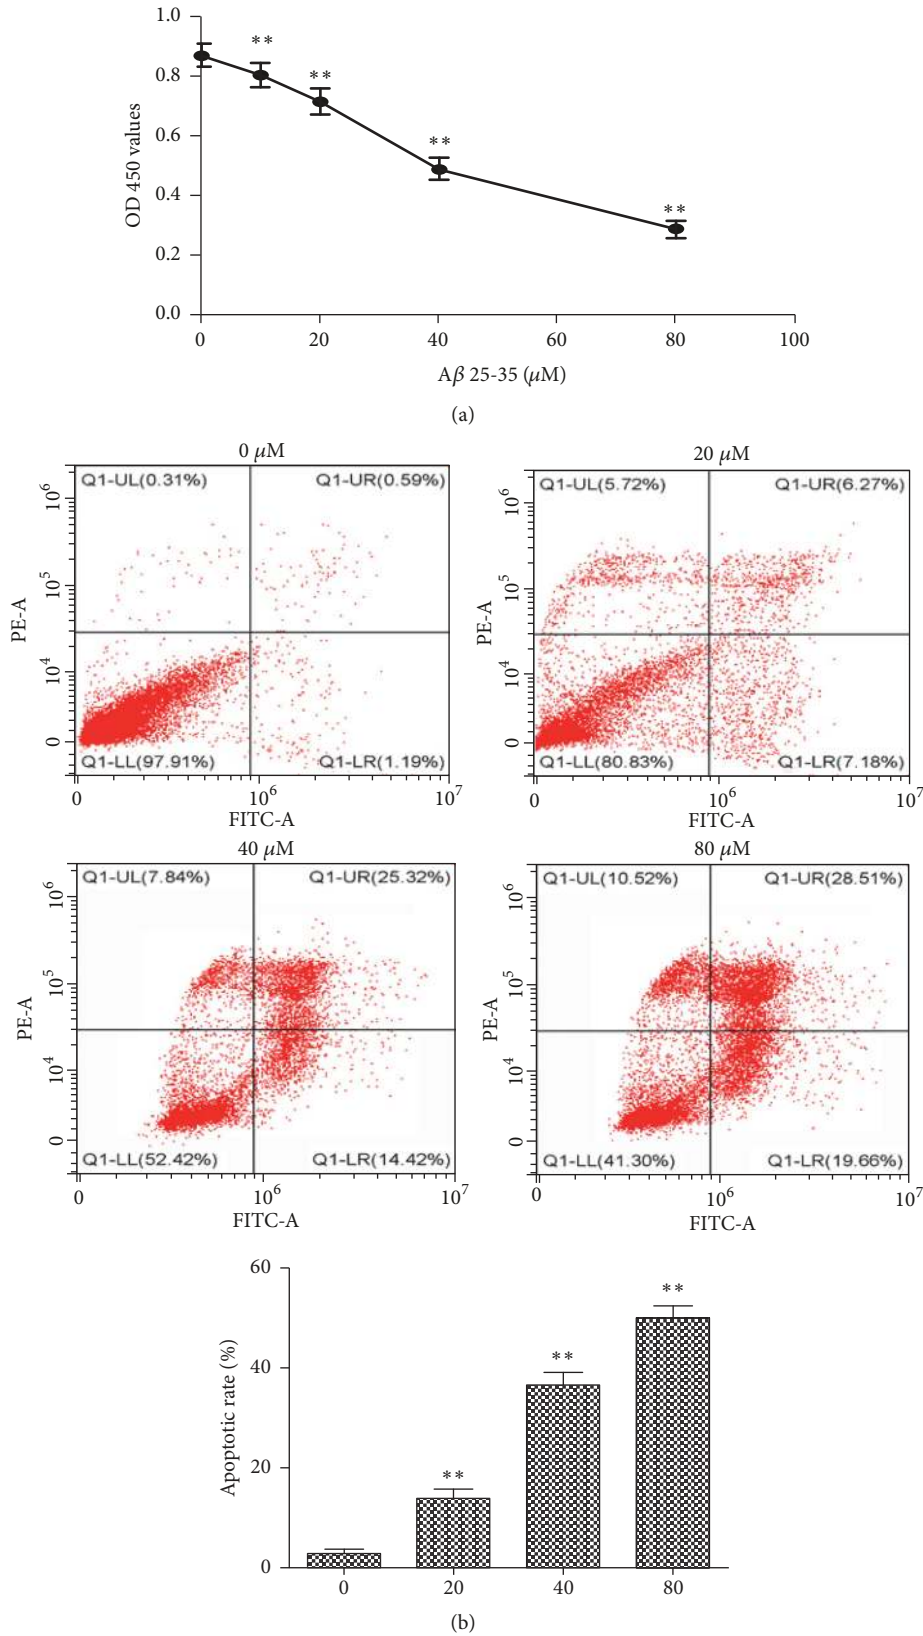 1.0
0.8
0.6
0.4
0.2
0.0
OD 450 values
**
**
**
**
0 20 40 60 80 100
Aβ 25-35 (μM)
(a)
0 μM
Q1-UL(0.31%) Q1-UR(0.59%)
Q1-LL(97.91%) Q1-LR(1.19%)
PE-A
10⁶
10⁵
10⁴
0
0 10⁶ 10⁷
FITC-A
20 μM
Q1-UL(5.72%) Q1-UR(6.27%)
Q1-LL(80.83%) Q1-LR(7.18%)
PE-A
10⁶
10⁵
10⁴
0
0 10⁶ 10⁷
FITC-A
40 μM
Q1-UL(7.84%) Q1-UR(25.32%)
Q1-LL(52.42%) Q1-LR(14.42%)
PE-A
10⁶
10⁵
10⁴
0
0 10⁶ 10⁷
FITC-A
80 μM
Q1-UL(10.52%) Q1-UR(28.51%)
Q1-LL(41.30%) Q1-LR(19.66%)
PE-A
10⁶
10⁵
10⁴
0
0 10⁶ 10⁷
FITC-A
60
40
20
0
Apoptotic rate (%)
**
**
**
0 20 40 80
(b)